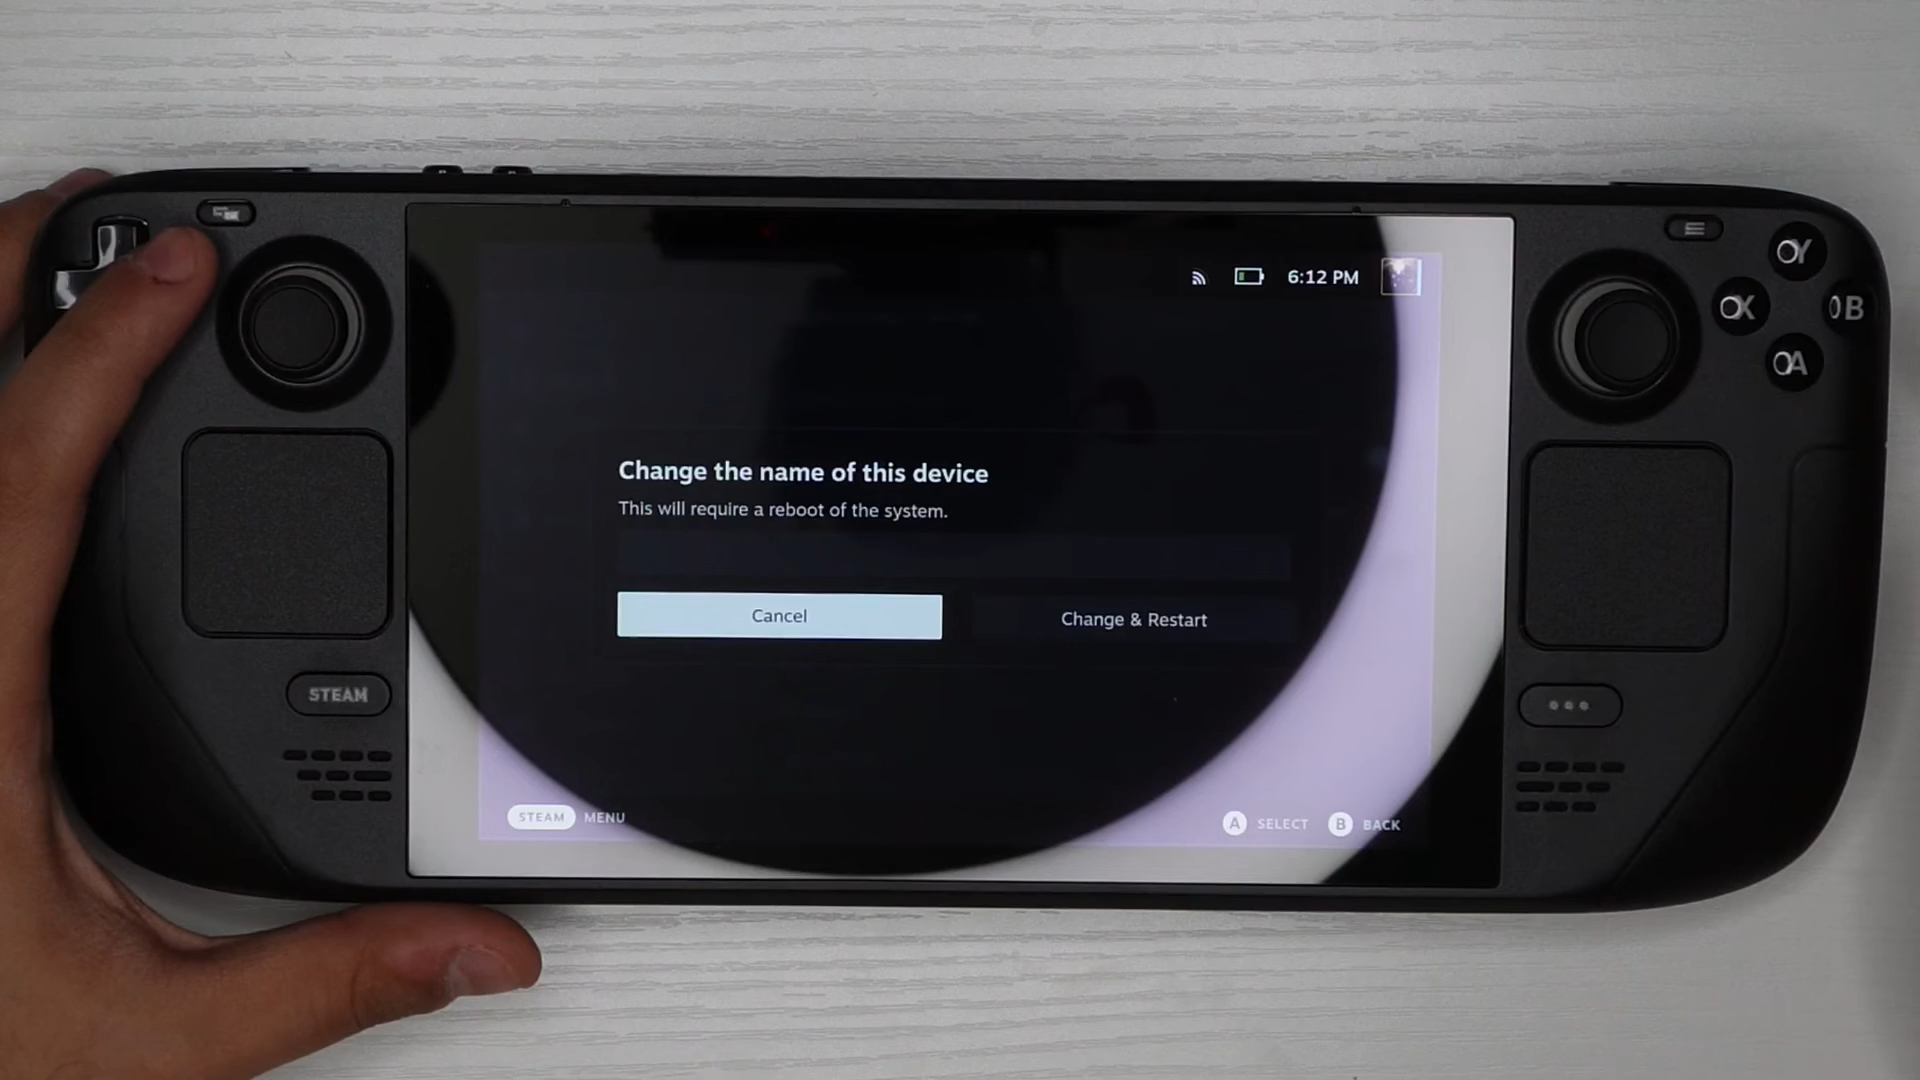 6:12 PM
Y
X
B
A
Change the name of this device
This will require a reboot of the system.
Cancel
Change & Restart
STEAM
STEAM MENU
A SELECT B BACK